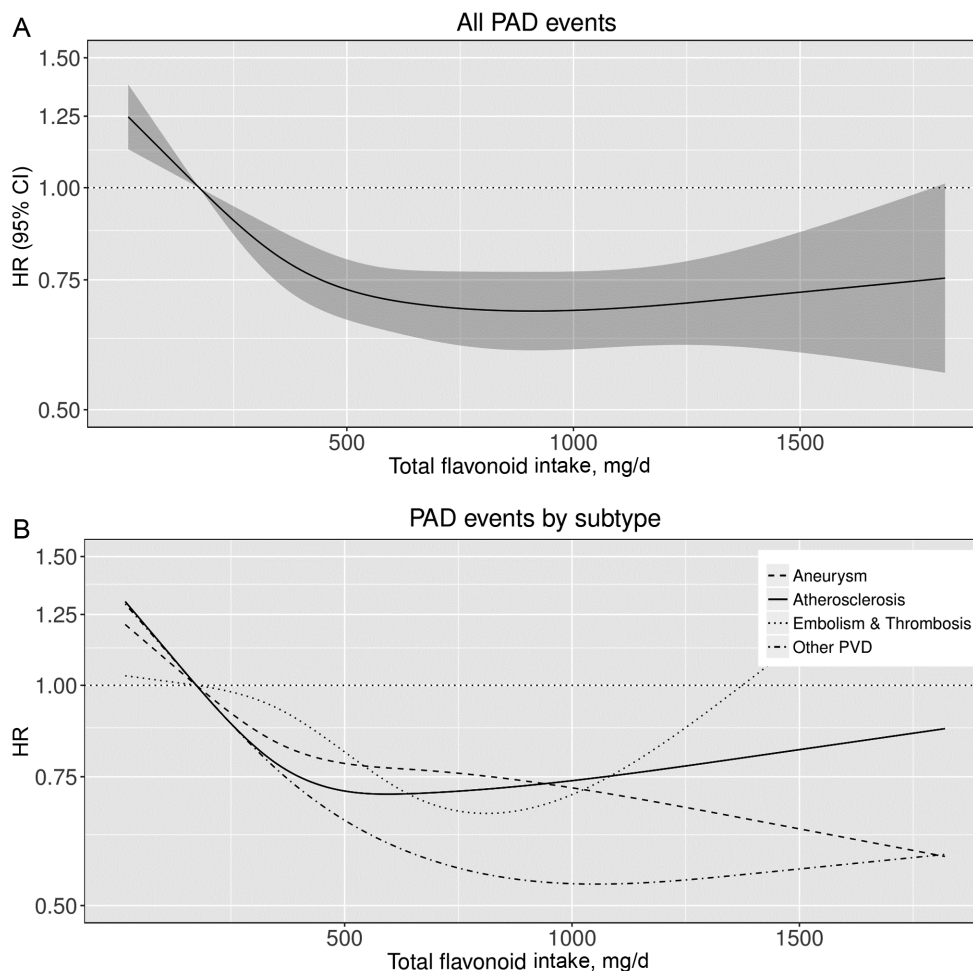 A
All PAD events
1.50
1.25
1.00
0.75
0.50
HR (95% CI)
500
1000
1500
Total flavonoid intake, mg/d
B
PAD events by subtype
1.50
1.25
1.00
0.75
0.50
HR
Aneurysm
Atherosclerosis
Embolism & Thrombosis
Other PVD
500
1000
1500
Total flavonoid intake, mg/d